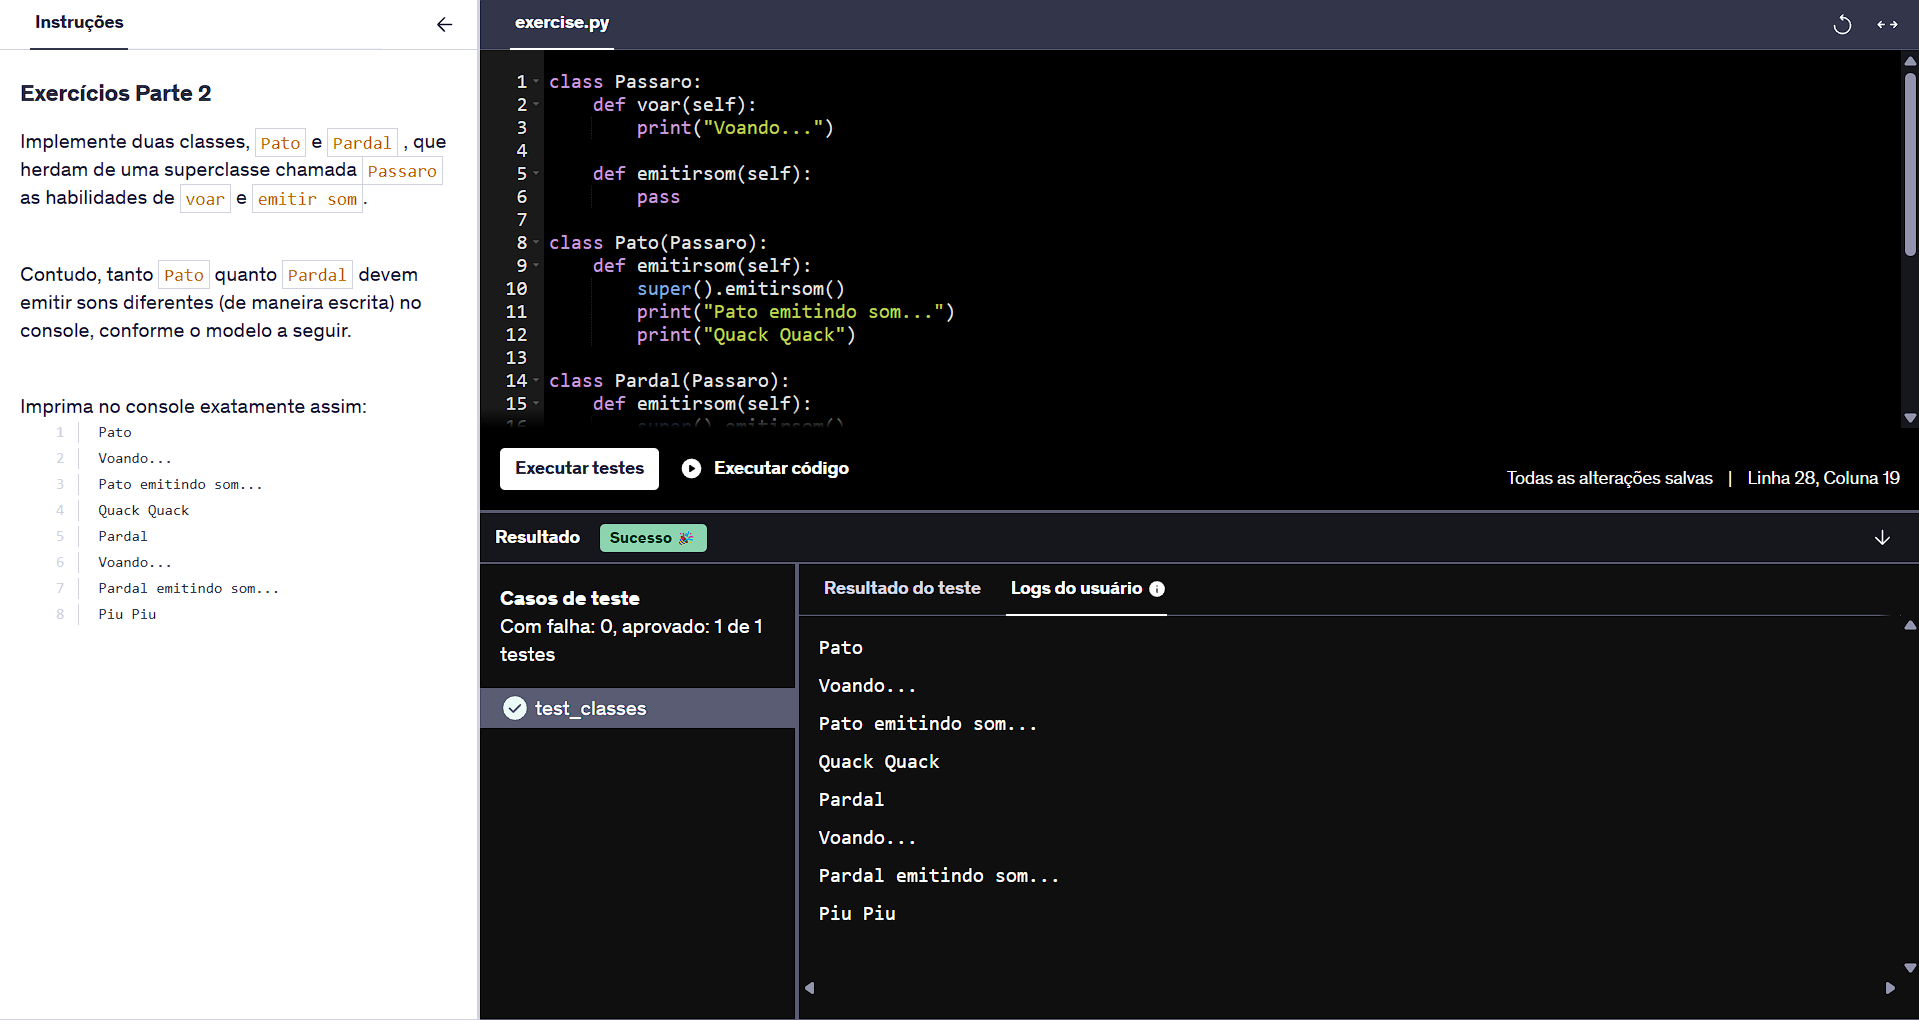 Instruções
Exercícios Parte 2
Implemente duas classes, Pato e Pardal , que
herdam de uma superclasse chamada Passaro
as habilidades de voar e emitir som.
Contudo, tanto Pato quanto Pardal devem
emitir sons diferentes (de maneira escrita) no
console, conforme o modelo a seguir.
Imprima no console exatamente assim:
1 Pato
2 Voando...
3 Pato emitindo som...
4 Quack Quack
5 Pardal
6 Voando...
7 Pardal emitindo som...
8 Piu Piu
exercise.py
1 class Passaro:
2     def voar(self):
3         print("Voando...")
4
5     def emitirsom(self):
6         pass
7
8 class Pato(Passaro):
9     def emitirsom(self):
10         super().emitirsom()
11         print("Pato emitindo som...")
12         print("Quack Quack")
13
14 class Pardal(Passaro):
15     def emitirsom(self):
16         super().emitirsom()
Executar testes
Executar código
Todas as alterações salvas | Linha 28, Coluna 19
Resultado
Sucesso 🎉
Casos de teste
Com falha: 0, aprovado: 1 de 1
testes
test_classes
Resultado do teste
Logs do usuário
Pato
Voando...
Pato emitindo som...
Quack Quack
Pardal
Voando...
Pardal emitindo som...
Piu Piu